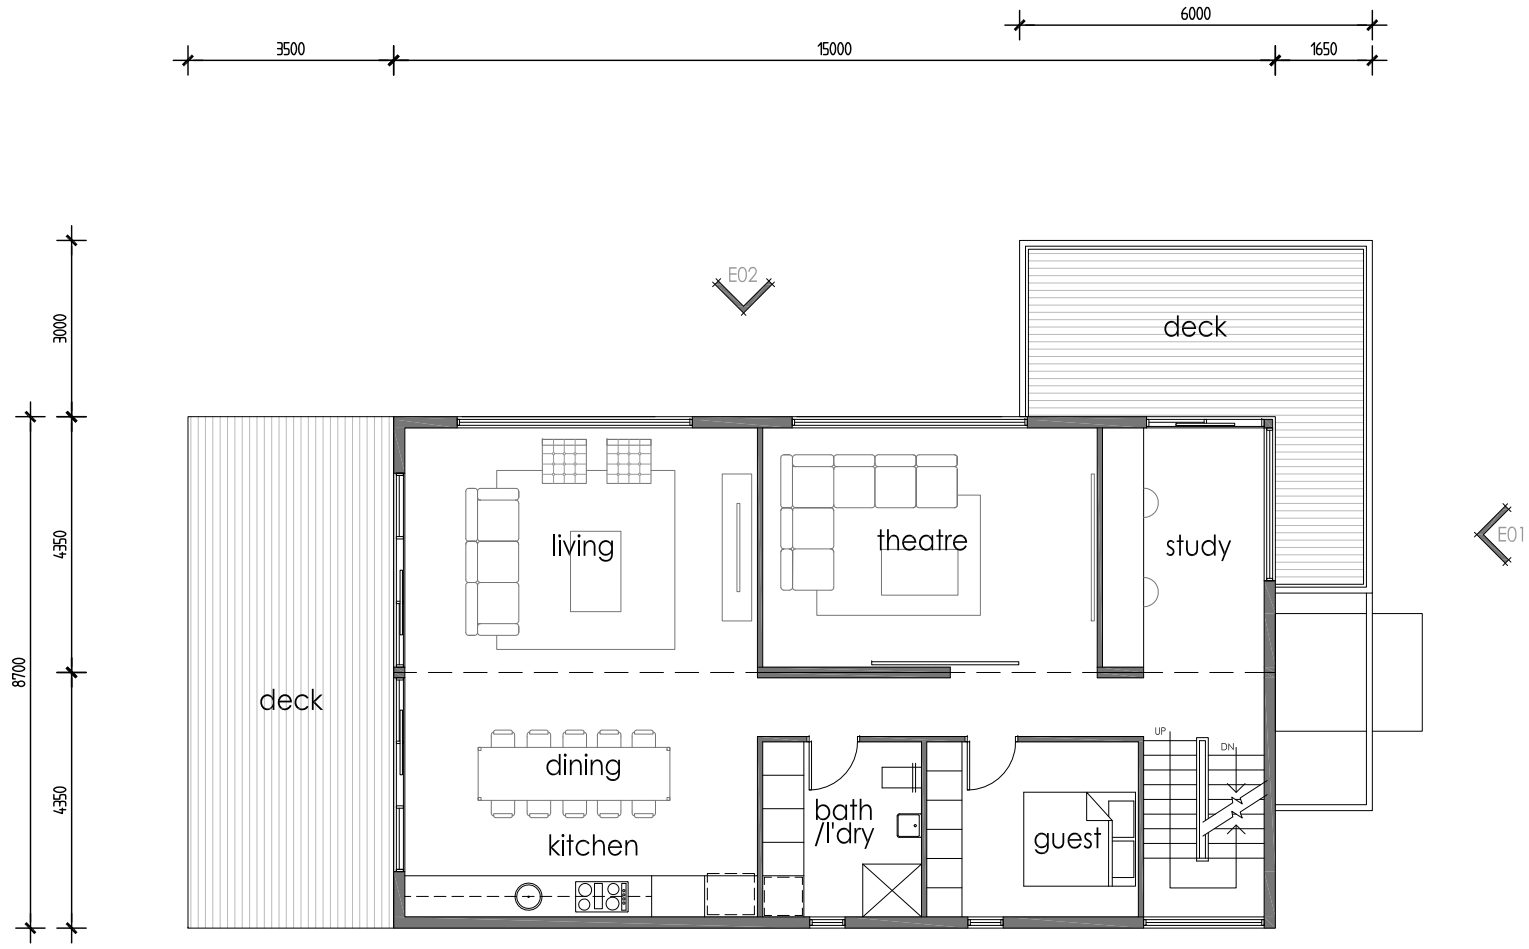 6000
3500
15000
1650
E02
3000
deck
4350
living
theatre
study
E01
8700
deck
UP
DN
dining
4350
bath
/l'dry
guest
kitchen